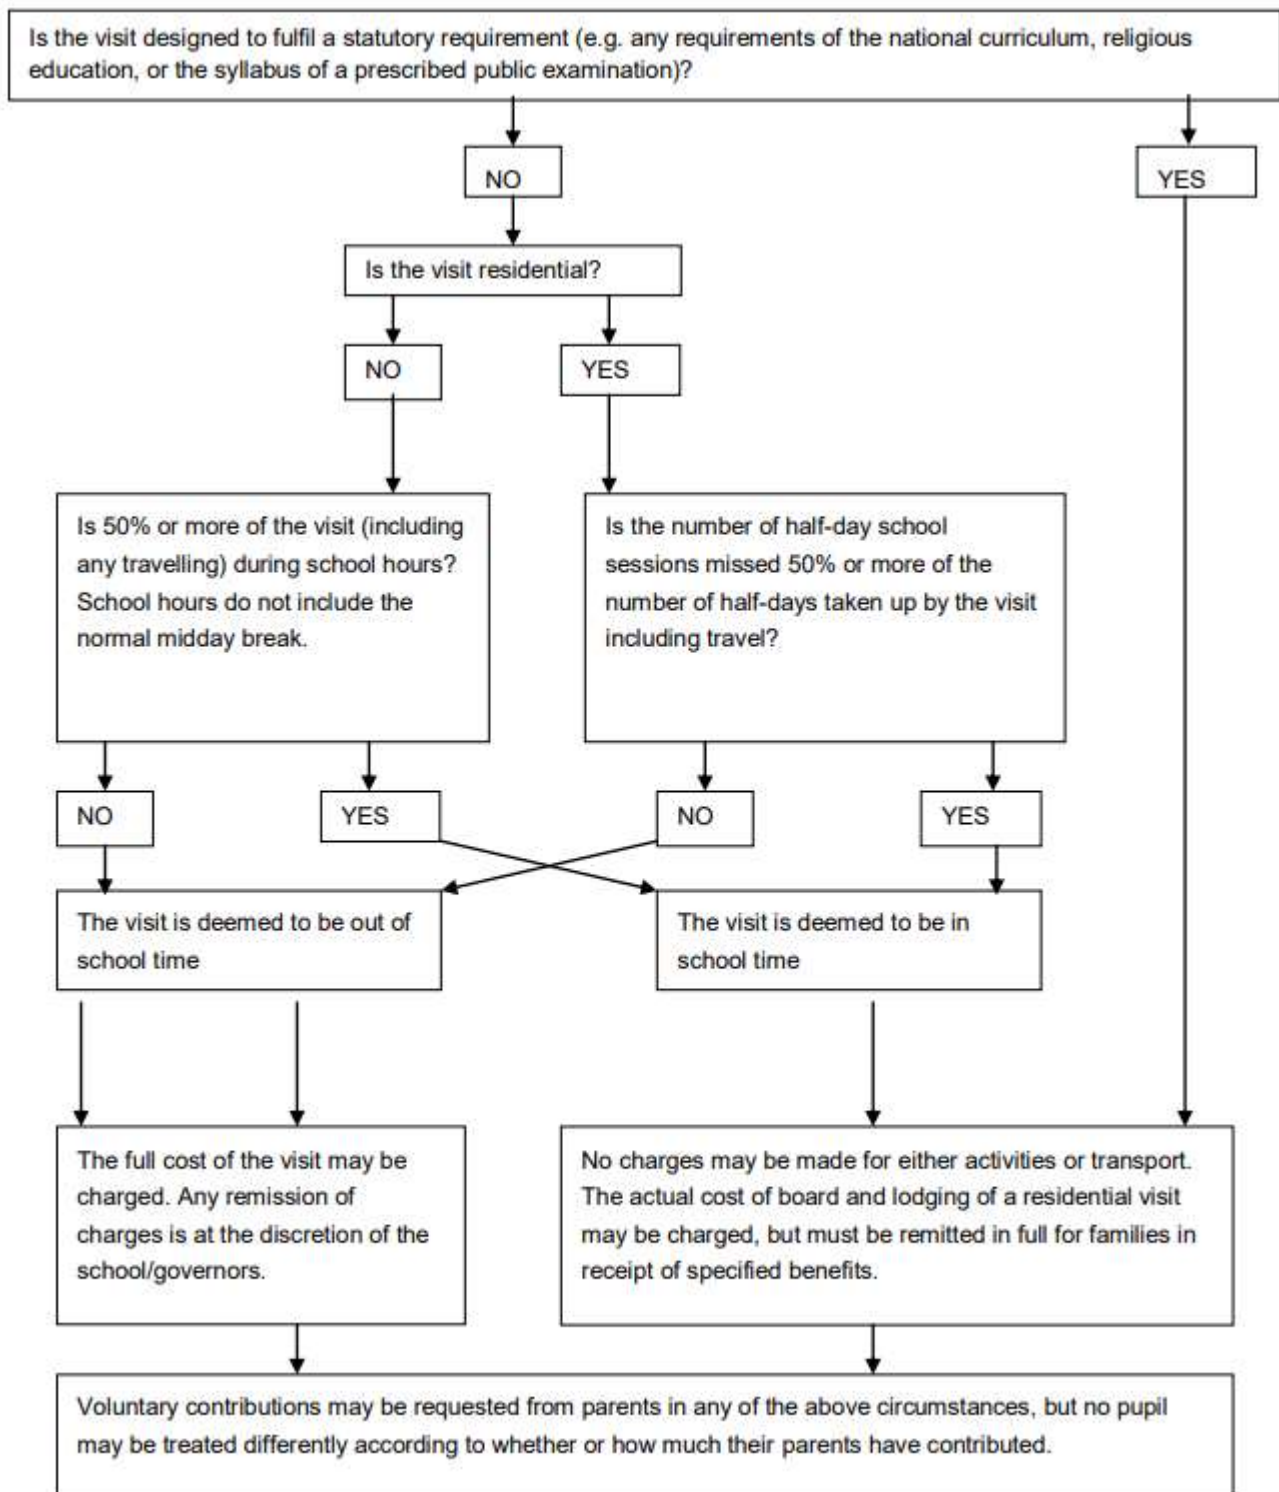 Is the visit designed to fulfil a statutory requirement (e.g. any requirements of the national curriculum, religious
education, or the syllabus of a prescribed public examination)?
NO
YES
Is the visit residential?
NO
YES
Is 50% or more of the visit (including
any travelling) during school hours?
School hours do not include the
normal midday break.
Is the number of half-day school
sessions missed 50% or more of the
number of half-days taken up by the visit
including travel?
NO
YES
NO
YES
The visit is deemed to be out of
school time
The visit is deemed to be in
school time
The full cost of the visit may be
charged. Any remission of
charges is at the discretion of the
school/governors.
No charges may be made for either activities or transport.
The actual cost of board and lodging of a residential visit
may be charged, but must be remitted in full for families in
receipt of specified benefits.
Voluntary contributions may be requested from parents in any of the above circumstances, but no pupil
may be treated differently according to whether or how much their parents have contributed.